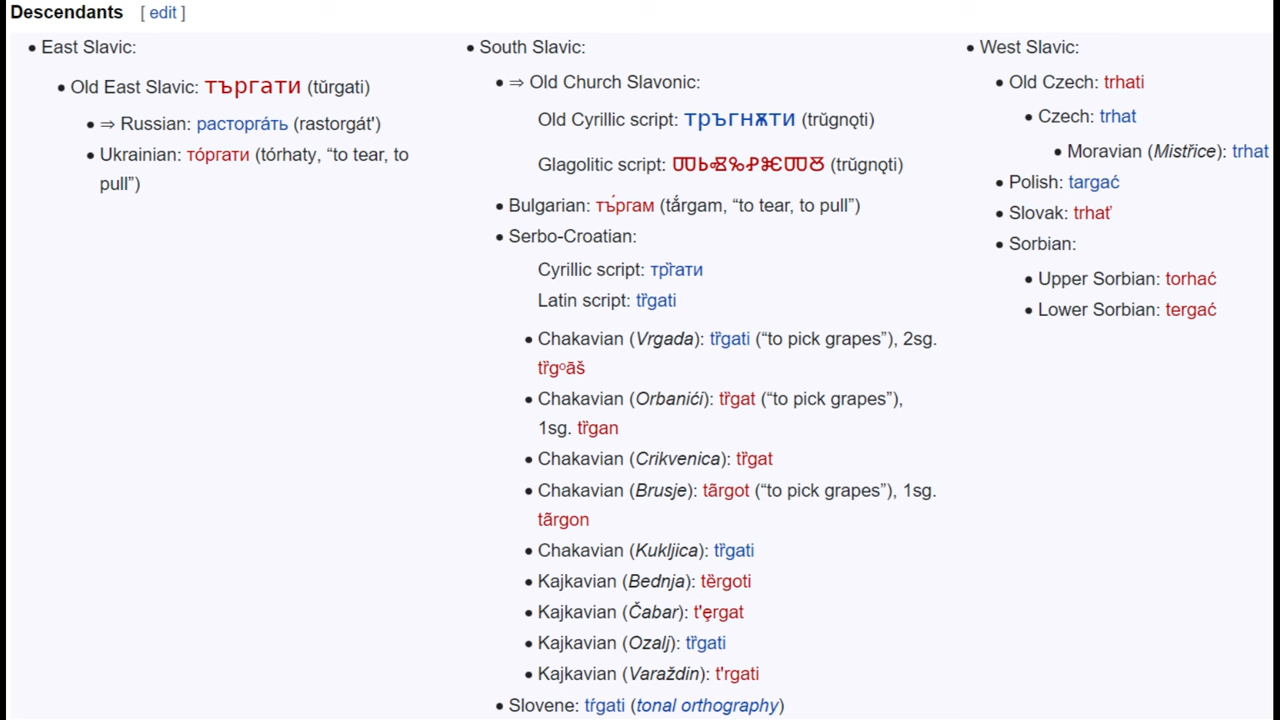 Descendants [ edit ]
• East Slavic:
• Old East Slavic: търгати (tŭrgati)
• ⇒ Russian: расторга́ть (rastorgátʹ)
• Ukrainian: то́ргати (tórhaty, “to tear, to
pull”)
• South Slavic:
• ⇒ Old Church Slavonic:
Old Cyrillic script: тръгнѫти (trŭgnǫti)
Glagolitic script: (trŭgnǫti)
• Bulgarian: тъ́ргам (tǎ́rgam, “to tear, to pull”)
• Serbo-Croatian:
Cyrillic script: тр̏гати
Latin script: tȑgati
• Chakavian (Vrgada): tȑgati (“to pick grapes”), 2sg.
tȑgᵒāš
• Chakavian (Orbanići): tȑgat (“to pick grapes”),
1sg. tȑgan
• Chakavian (Crikvenica): tȑgat
• Chakavian (Brusje): tãrgot (“to pick grapes”), 1sg.
tãrgon
• Chakavian (Kukljica): tȑgati
• Kajkavian (Bednja): tȅrgoti
• Kajkavian (Čabar): t'ẹrgat
• Kajkavian (Ozalj): tȑgati
• Kajkavian (Varaždin): t'rgati
• Slovene: tŕgati (tonal orthography)
• West Slavic:
• Old Czech: trhati
• Czech: trhat
• Moravian (Mistřice): trhat
• Polish: targać
• Slovak: trhať
• Sorbian:
• Upper Sorbian: torhać
• Lower Sorbian: tergać